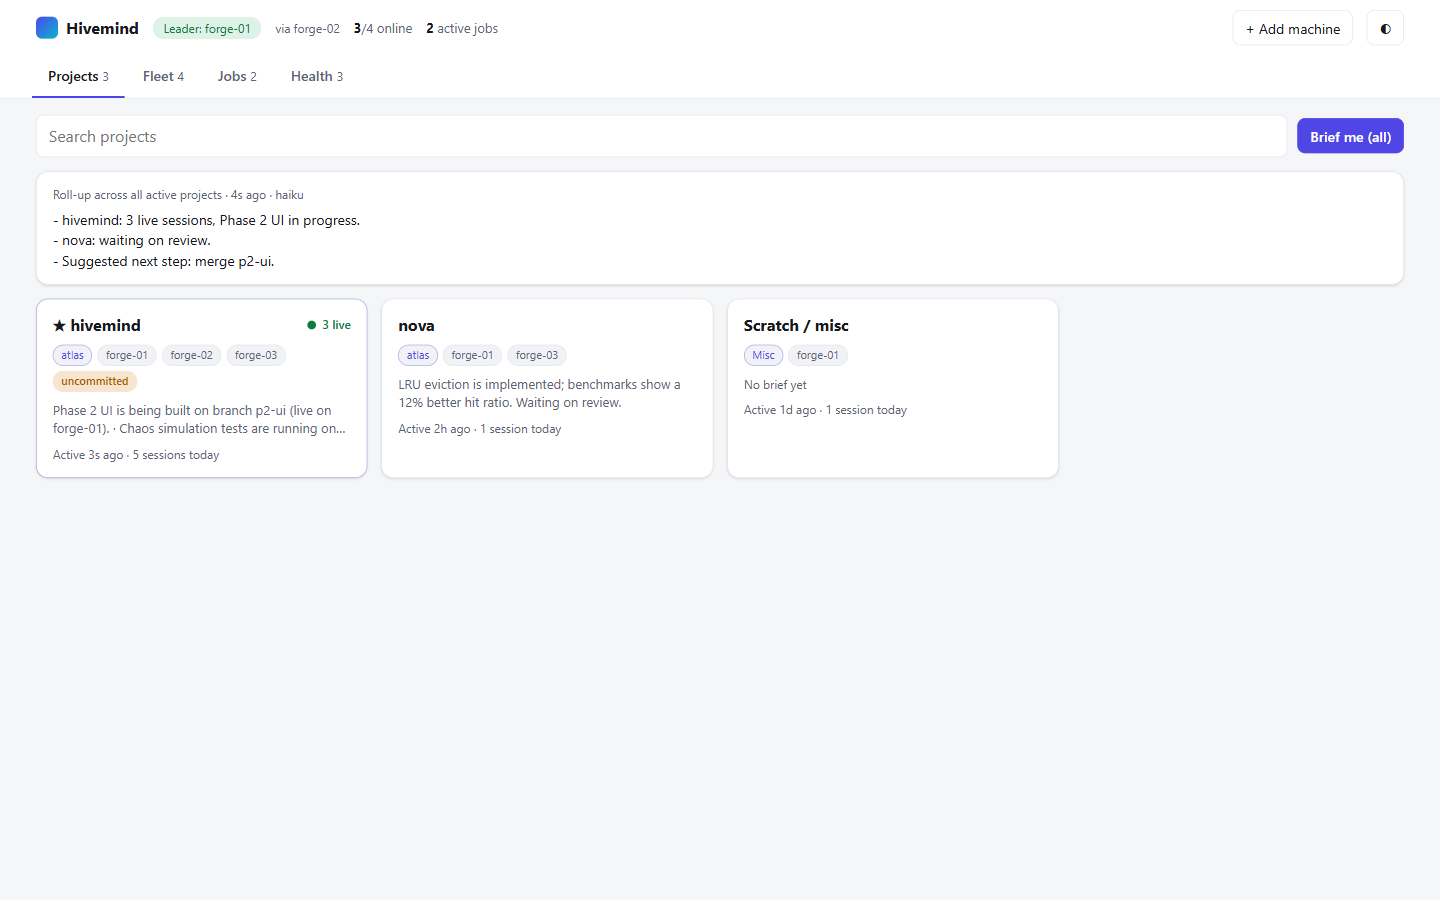 Hivemind Leader: forge-01 via forge-02 3/4 online 2 active jobs + Add machine
Projects 3 Fleet 4 Jobs 2 Health 3
Search projects Brief me (all)
Roll-up across all active projects · 4s ago · haiku
- hivemind: 3 live sessions, Phase 2 UI in progress.
- nova: waiting on review.
- Suggested next step: merge p2-ui.
★ hivemind ● 3 live
atlas forge-01 forge-02 forge-03
uncommitted
Phase 2 UI is being built on branch p2-ui (live on
forge-01). · Chaos simulation tests are running on…
Active 3s ago · 5 sessions today
nova
atlas forge-01 forge-03
LRU eviction is implemented; benchmarks show a
12% better hit ratio. Waiting on review.
Active 2h ago · 1 session today
Scratch / misc
Misc forge-01
No brief yet
Active 1d ago · 1 session today